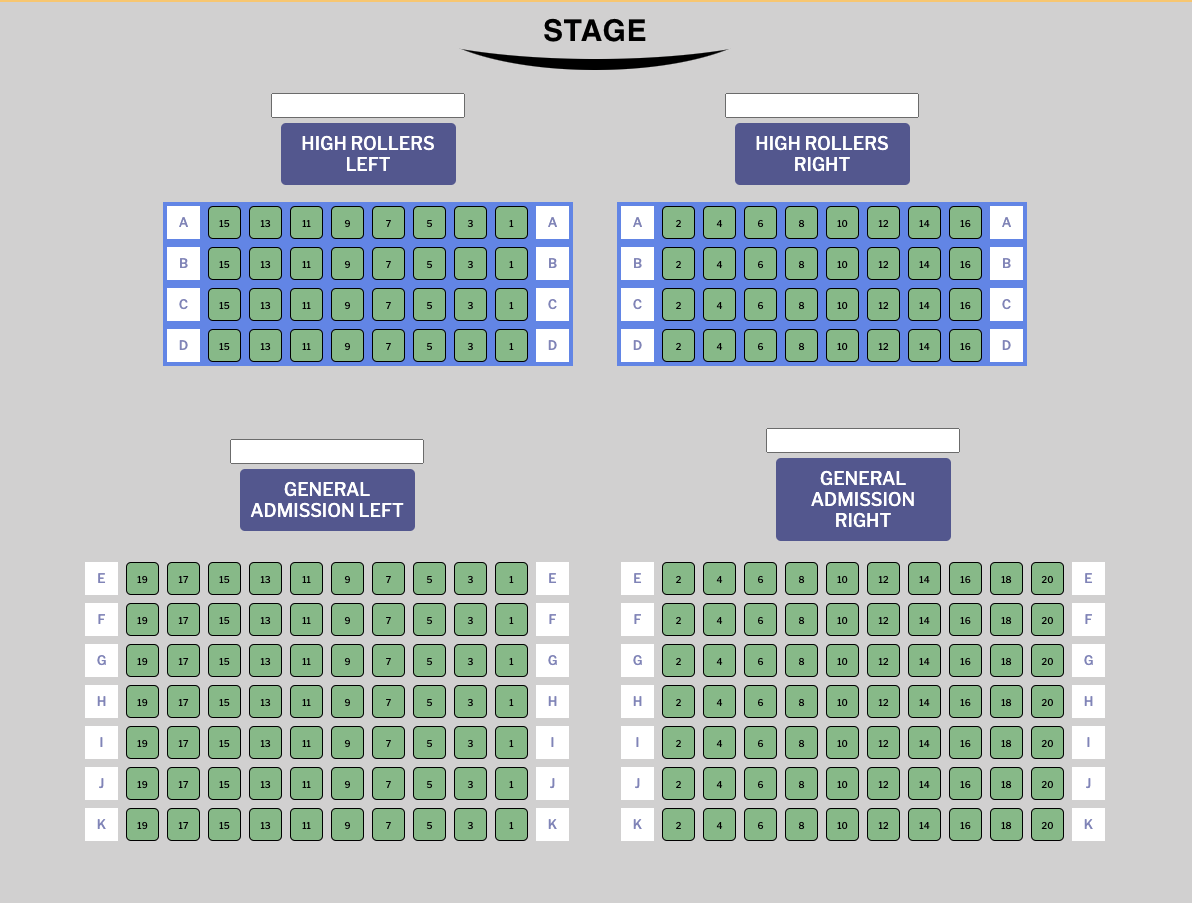 STAGE
HIGH ROLLERS
LEFT
HIGH ROLLERS
RIGHT
A 15 13 11 9 7 5 3 1 A
B 15 13 11 9 7 5 3 1 B
C 15 13 11 9 7 5 3 1 C
D 15 13 11 9 7 5 3 1 D
A 2 4 6 8 10 12 14 16 A
B 2 4 6 8 10 12 14 16 B
C 2 4 6 8 10 12 14 16 C
D 2 4 6 8 10 12 14 16 D
GENERAL
ADMISSION LEFT
GENERAL
ADMISSION
RIGHT
E 19 17 15 13 11 9 7 5 3 1 E
F 19 17 15 13 11 9 7 5 3 1 F
G 19 17 15 13 11 9 7 5 3 1 G
H 19 17 15 13 11 9 7 5 3 1 H
I 19 17 15 13 11 9 7 5 3 1 I
J 19 17 15 13 11 9 7 5 3 1 J
K 19 17 15 13 11 9 7 5 3 1 K
E 2 4 6 8 10 12 14 16 18 20 E
F 2 4 6 8 10 12 14 16 18 20 F
G 2 4 6 8 10 12 14 16 18 20 G
H 2 4 6 8 10 12 14 16 18 20 H
I 2 4 6 8 10 12 14 16 18 20 I
J 2 4 6 8 10 12 14 16 18 20 J
K 2 4 6 8 10 12 14 16 18 20 K